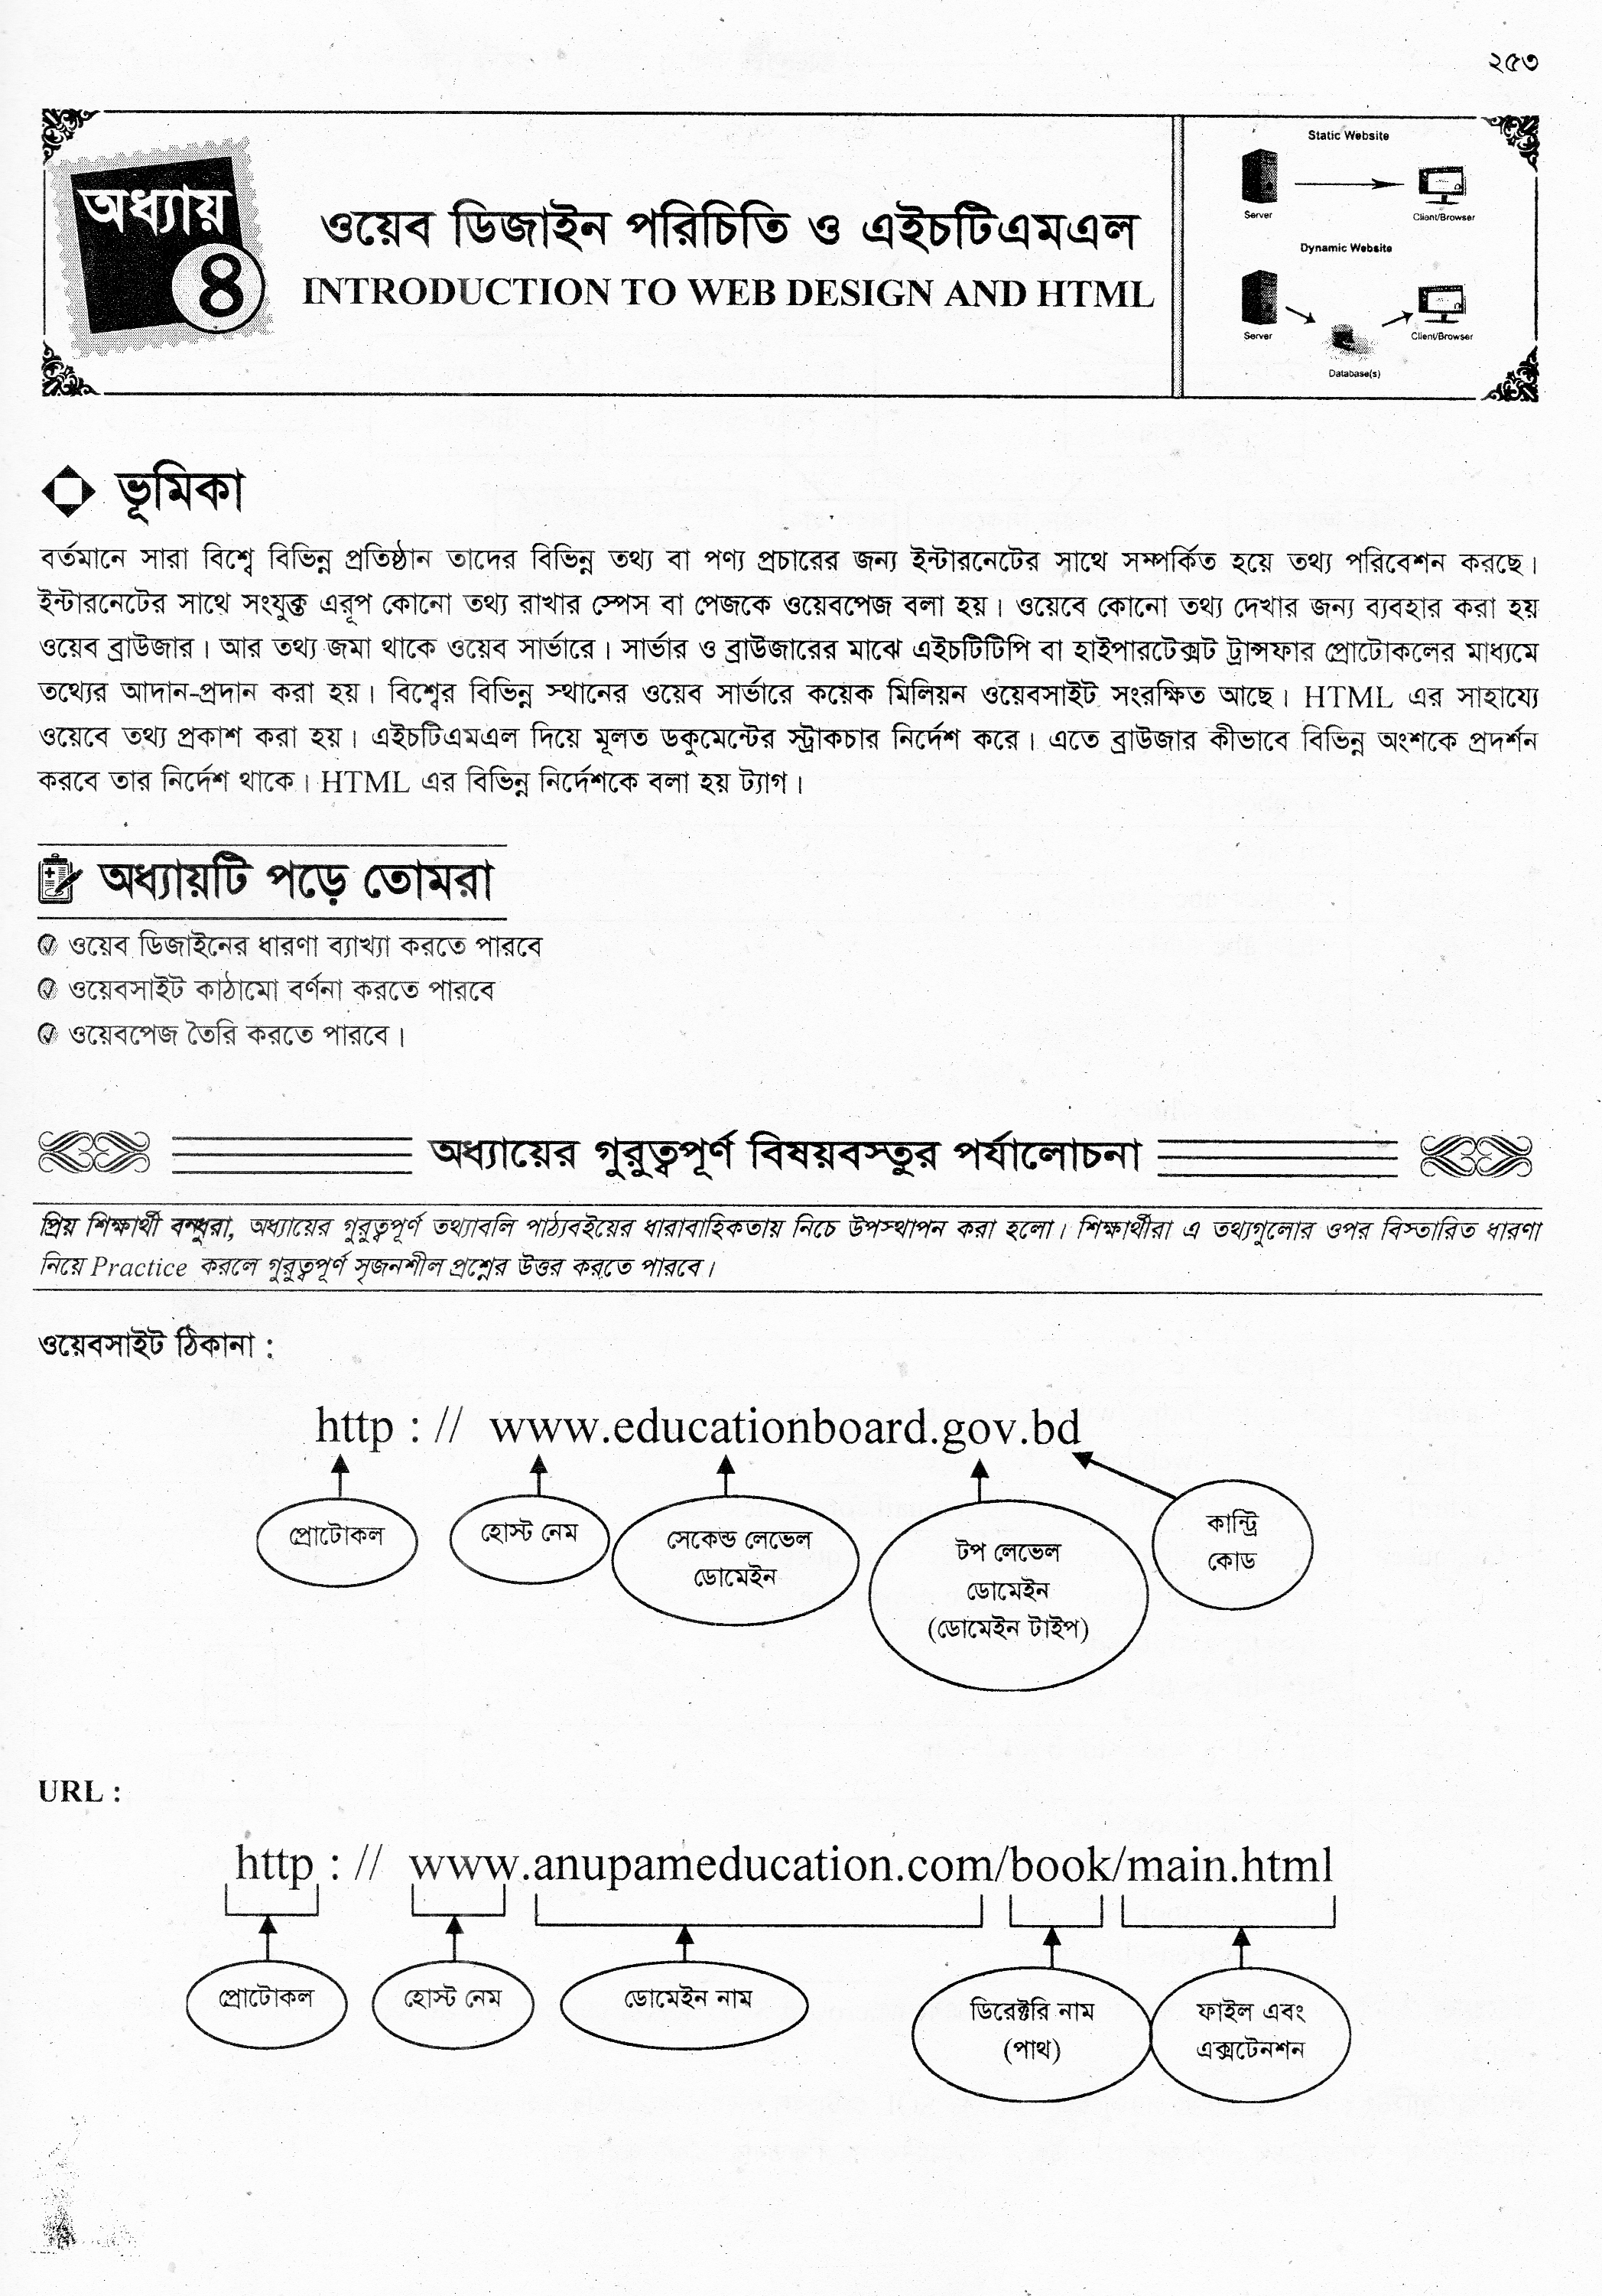 ২৫৩
অধ্যায়
৪
ওয়েব ডিজাইন পরিচিতি ও এইচটিএমএল
INTRODUCTION TO WEB DESIGN AND HTML
Static Website
Server
Client/Browser
Dynamic Website
Server
Client/Browser
Database(s)
ভূমিকা
বর্তমানে সারা বিশ্বে বিভিন্ন প্রতিষ্ঠান তাদের বিভিন্ন তথ্য বা পণ্য প্রচারের জন্য ইন্টারনেটের সাথে সম্পর্কিত হয়ে তথ্য পরিবেশন করছে।
ইন্টারনেটের সাথে সংযুক্ত এরূপ কোনো তথ্য রাখার স্পেস বা পেজকে ওয়েবপেজ বলা হয়। ওয়েবে কোনো তথ্য দেখার জন্য ব্যবহার করা হয়
ওয়েব ব্রাউজার। আর তথ্য জমা থাকে ওয়েব সার্ভারে। সার্ভার ও ব্রাউজারের মাঝে এইচটিটিপি বা হাইপারটেক্সট ট্রান্সফার প্রোটোকলের মাধ্যমে
তথ্যের আদান-প্রদান করা হয়। বিশ্বের বিভিন্ন স্থানের ওয়েব সার্ভারে কয়েক মিলিয়ন ওয়েবসাইট সংরক্ষিত আছে। HTML এর সাহায্যে
ওয়েবে তথ্য প্রকাশ করা হয়। এইচটিএমএল দিয়ে মূলত ডকুমেন্টের স্ট্রাকচার নির্দেশ করে। এতে ব্রাউজার কীভাবে বিভিন্ন অংশকে প্রদর্শন
করবে তার নির্দেশ থাকে। HTML এর বিভিন্ন নির্দেশকে বলা হয় ট্যাগ।
অধ্যায়টি পড়ে তোমরা
ওয়েব ডিজাইনের ধারণা ব্যাখ্যা করতে পারবে
ওয়েবসাইট কাঠামো বর্ণনা করতে পারবে
ওয়েবপেজ তৈরি করতে পারবে।
অধ্যায়ের গুরুত্বপূর্ণ বিষয়বস্তুর পর্যালোচনা
প্রিয় শিক্ষার্থী বন্ধুরা, অধ্যায়ের গুরুত্বপূর্ণ তথ্যাবলি পাঠ্যবইয়ের ধারাবাহিকতায় নিচে উপস্থাপন করা হলো। শিক্ষার্থীরা এ তথ্যগুলোর ওপর বিস্তারিত ধারণা
নিয়ে Practice করলে গুরুত্বপূর্ণ সৃজনশীল প্রশ্নের উত্তর করতে পারবে।
ওয়েবসাইট ঠিকানা :
http : // www.educationboard.gov.bd
প্রোটোকল
হোস্ট নেম
সেকেন্ড লেভেল
ডোমেইন
টপ লেভেল
ডোমেইন
(ডোমেইন টাইপ)
কান্ট্রি
কোড
URL :
http : // www.anupameducation.com/book/main.html
প্রোটোকল
হোস্ট নেম
ডোমেইন নাম
ডিরেক্টরি নাম
(পাথ)
ফাইল এবং
এক্সটেনশন